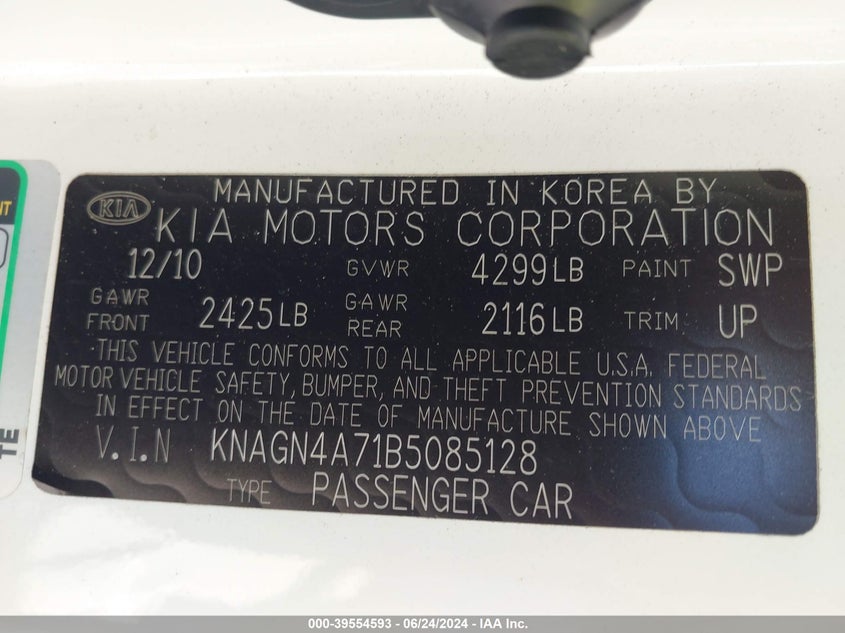 MANUFACTURED IN KOREA BY
KIA KIA MOTORS CORPORATION
12/10 GVWR 4299LB PAINT SWP
GAWR FRONT 2425LB GAWR REAR 2116LB TRIM UP
THIS VEHICLE CONFORMS TO ALL APPLICABLE U.S.A. FEDERAL
MOTOR VEHICLE SAFETY, BUMPER, AND THEFT PREVENTION STANDARDS
IN EFFECT ON THE DATE OF MANUFACTURE SHOWN ABOVE
V.I.N KNAGN4A71B5085128
TYPE PASSENGER CAR
000-39554593 - 06/24/2024 - IAA Inc.